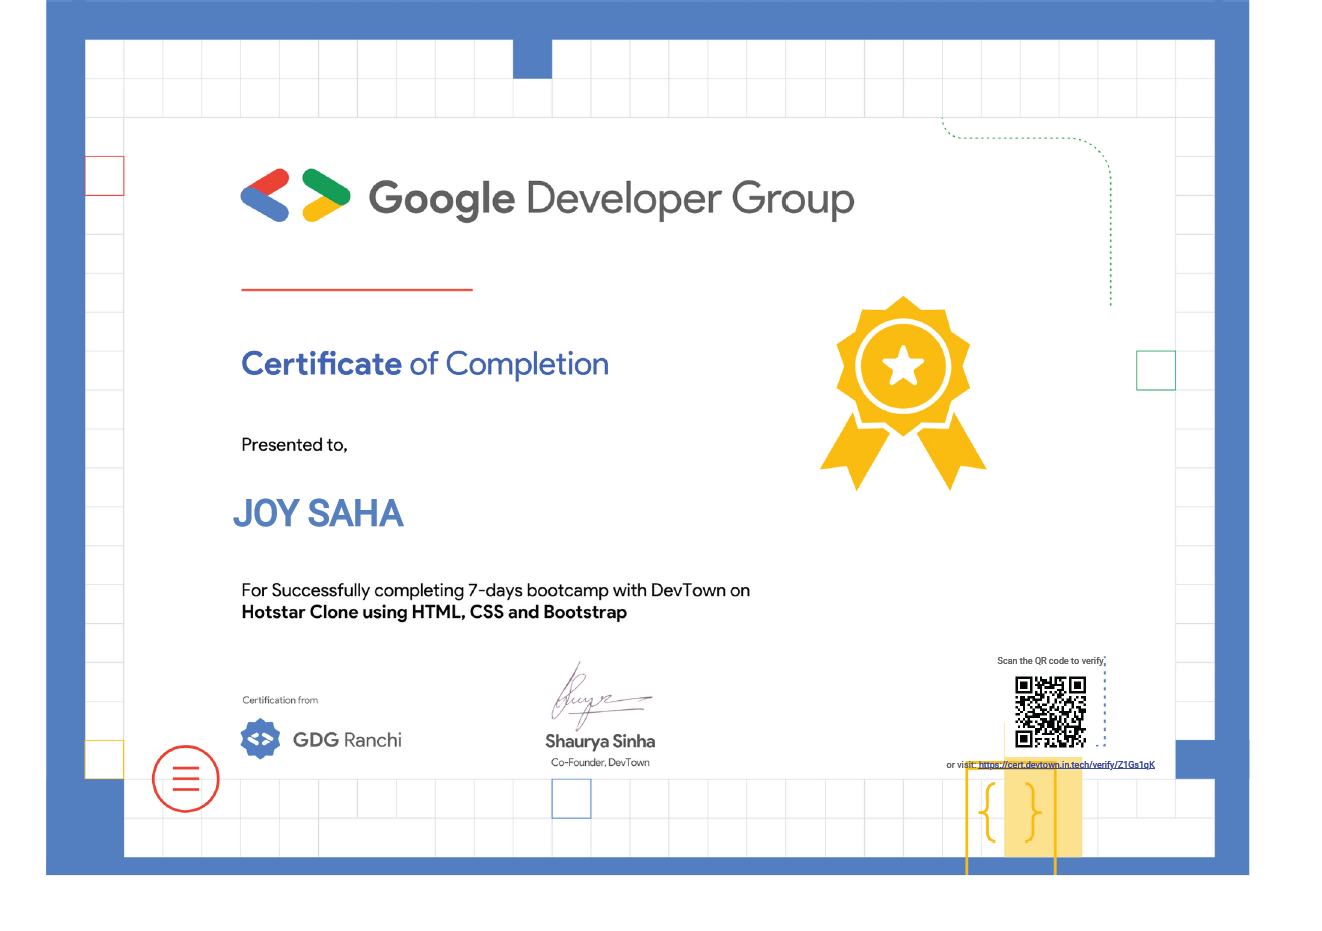 Google Developer Group
Certificate of Completion
Presented to,
JOY SAHA
For Successfully completing 7-days bootcamp with DevTown on
Hotstar Clone using HTML, CSS and Bootstrap
Scan the QR code to verify
Certification from
GDG Ranchi
Shaurya Sinha
Co-Founder, DevTown
or visit: https://cert.devtown.in.tech/verify/Z1Gs1qK
{ }